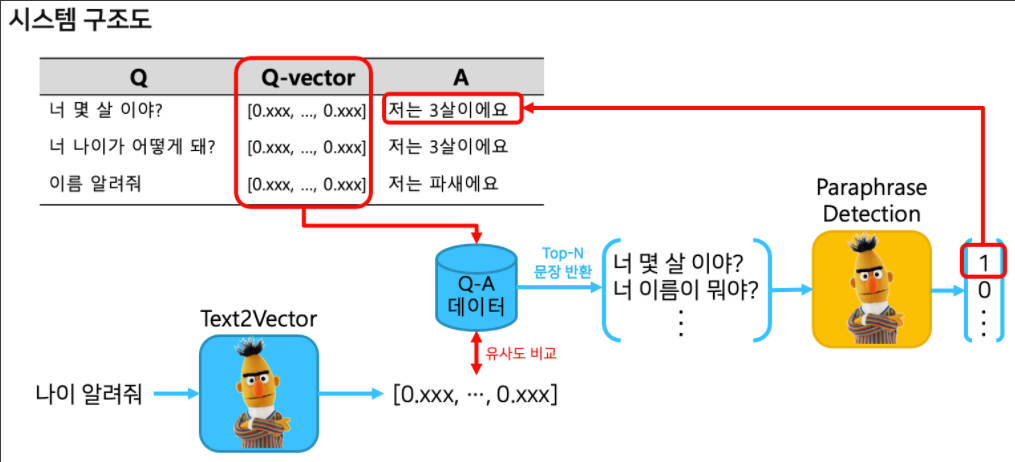 시스템 구조도
Q Q-vector A
너 몇 살 이야? [0.xxx, ..., 0.xxx] 저는 3살이에요
너 나이가 어떻게 돼? [0.xxx, ..., 0.xxx] 저는 3살이에요
이름 알려줘 [0.xxx, ..., 0.xxx] 저는 파새에요
Paraphrase
Detection
Top-N
문장 반환
너 몇 살 이야?
너 이름이 뭐야?
⋮
1
0
⋮
Q-A
데이터
Text2Vector
유사도 비교
나이 알려줘
[0.xxx, ⋯, 0.xxx]